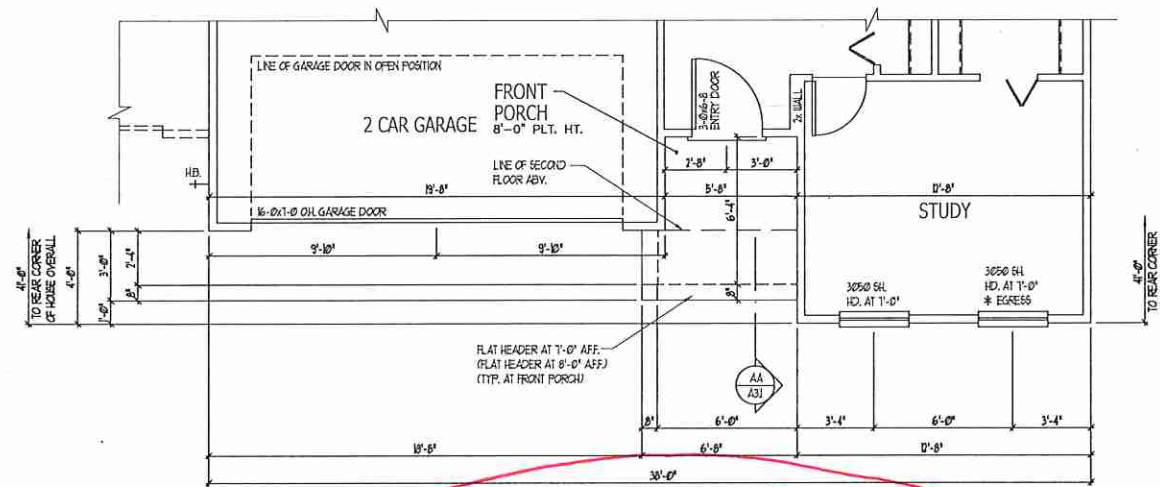 LINE OF GARAGE DOOR IN OPEN POSITION
FRONT
PORCH
8'-0" PLT. HT.
2 CAR GARAGE
3-0x6-8
ENTRY DOOR
2x WALL
H.B.
LINE OF SECOND
FLOOR ABV.
2'-8"
3'-0"
19'-8"
5'-8"
12'-8"
6'-4"
STUDY
16-0x7-0 O.H. GARAGE DOOR
9'-10"
9'-10"
41'-0"
TO REAR CORNER
OF HOUSE OVERALL
4'-0"
3'-0"
1'-0"
2'-4"
8"
8"
3050 S.H.
HD. AT 7'-0"
3050 S.H.
HD. AT 7'-0"
* EGRESS
41'-0"
TO REAR CORNER
FLAT HEADER AT 7'-0" A.F.F.
(FLAT HEADER AT 8'-0" A.F.F.)
(TYP. AT FRONT PORCH)
AA
A3.1
8"
6'-0"
3'-4"
6'-0"
3'-4"
18'-8"
6'-8"
12'-8"
38'-0"